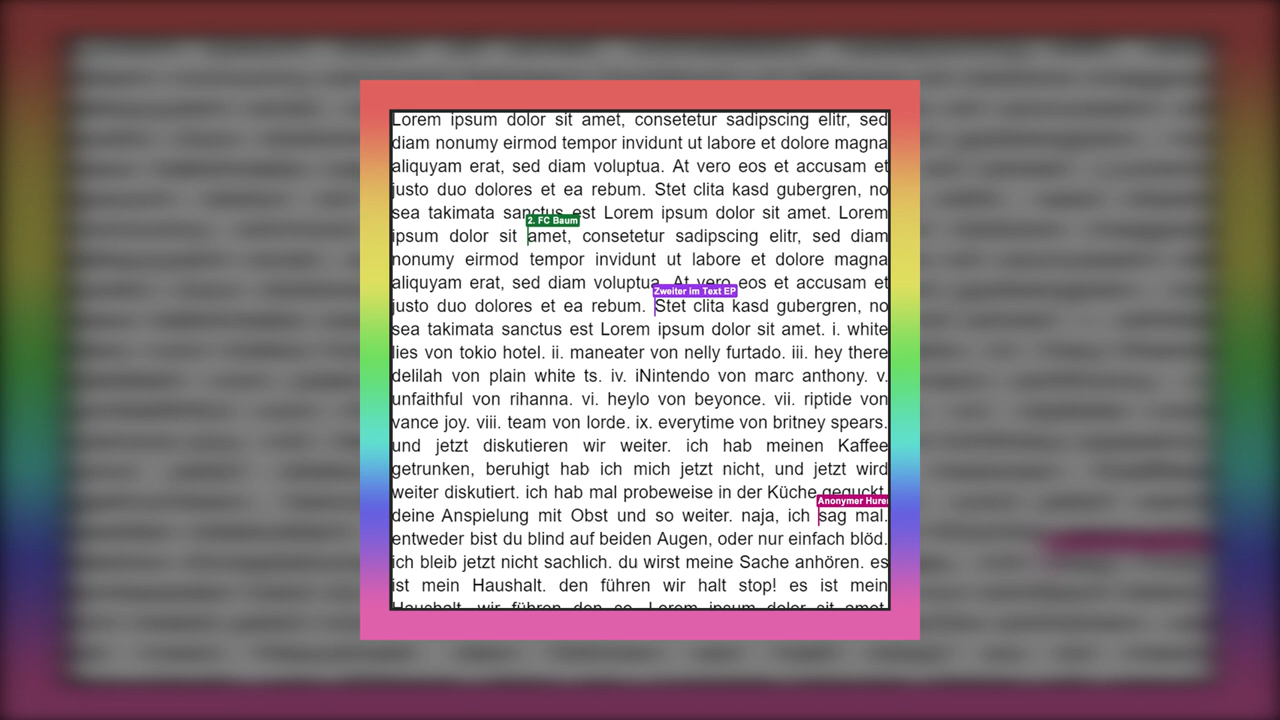 Lorem ipsum dolor sit amet, consetetur sadipscing elitr, sed
diam nonumy eirmod tempor invidunt ut labore et dolore magna
aliquyam erat, sed diam voluptua. At vero eos et accusam et
justo duo dolores et ea rebum. Stet clita kasd gubergren, no
sea takimata sanctus est Lorem ipsum dolor sit amet. Lorem
2. FC Baum
ipsum dolor sit amet, consetetur sadipscing elitr, sed diam
nonumy eirmod tempor invidunt ut labore et dolore magna
aliquyam erat, sed diam voluptua. At vero eos et accusam et
Zweiter im Text EP
justo duo dolores et ea rebum. Stet clita kasd gubergren, no
sea takimata sanctus est Lorem ipsum dolor sit amet. i. white
lies von tokio hotel. ii. maneater von nelly furtado. iii. hey there
delilah von plain white ts. iv. iNintendo von marc anthony. v.
unfaithful von rihanna. vi. heylo von beyonce. vii. riptide von
vance joy. viii. team von lorde. ix. everytime von britney spears.
und jetzt diskutieren wir weiter. ich hab meinen Kaffee
getrunken, beruhigt hab ich mich jetzt nicht, und jetzt wird
weiter diskutiert. ich hab mal probeweise in der Küche geguckt.
Anonymer Huren
deine Anspielung mit Obst und so weiter. naja, ich sag mal.
entweder bist du blind auf beiden Augen, oder nur einfach blöd.
ich bleib jetzt nicht sachlich. du wirst meine Sache anhören. es
ist mein Haushalt. den führen wir halt stop! es ist mein
Haushalt. wir führen den so. Lorem ipsum dolor sit amet,